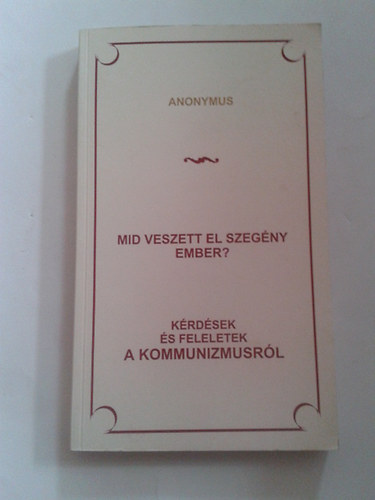 ANONYMUS
MID VESZETT EL SZEGÉNY
EMBER?
KÉRDÉSEK
ÉS FELELETEK
A KOMMUNIZMUSRÓL